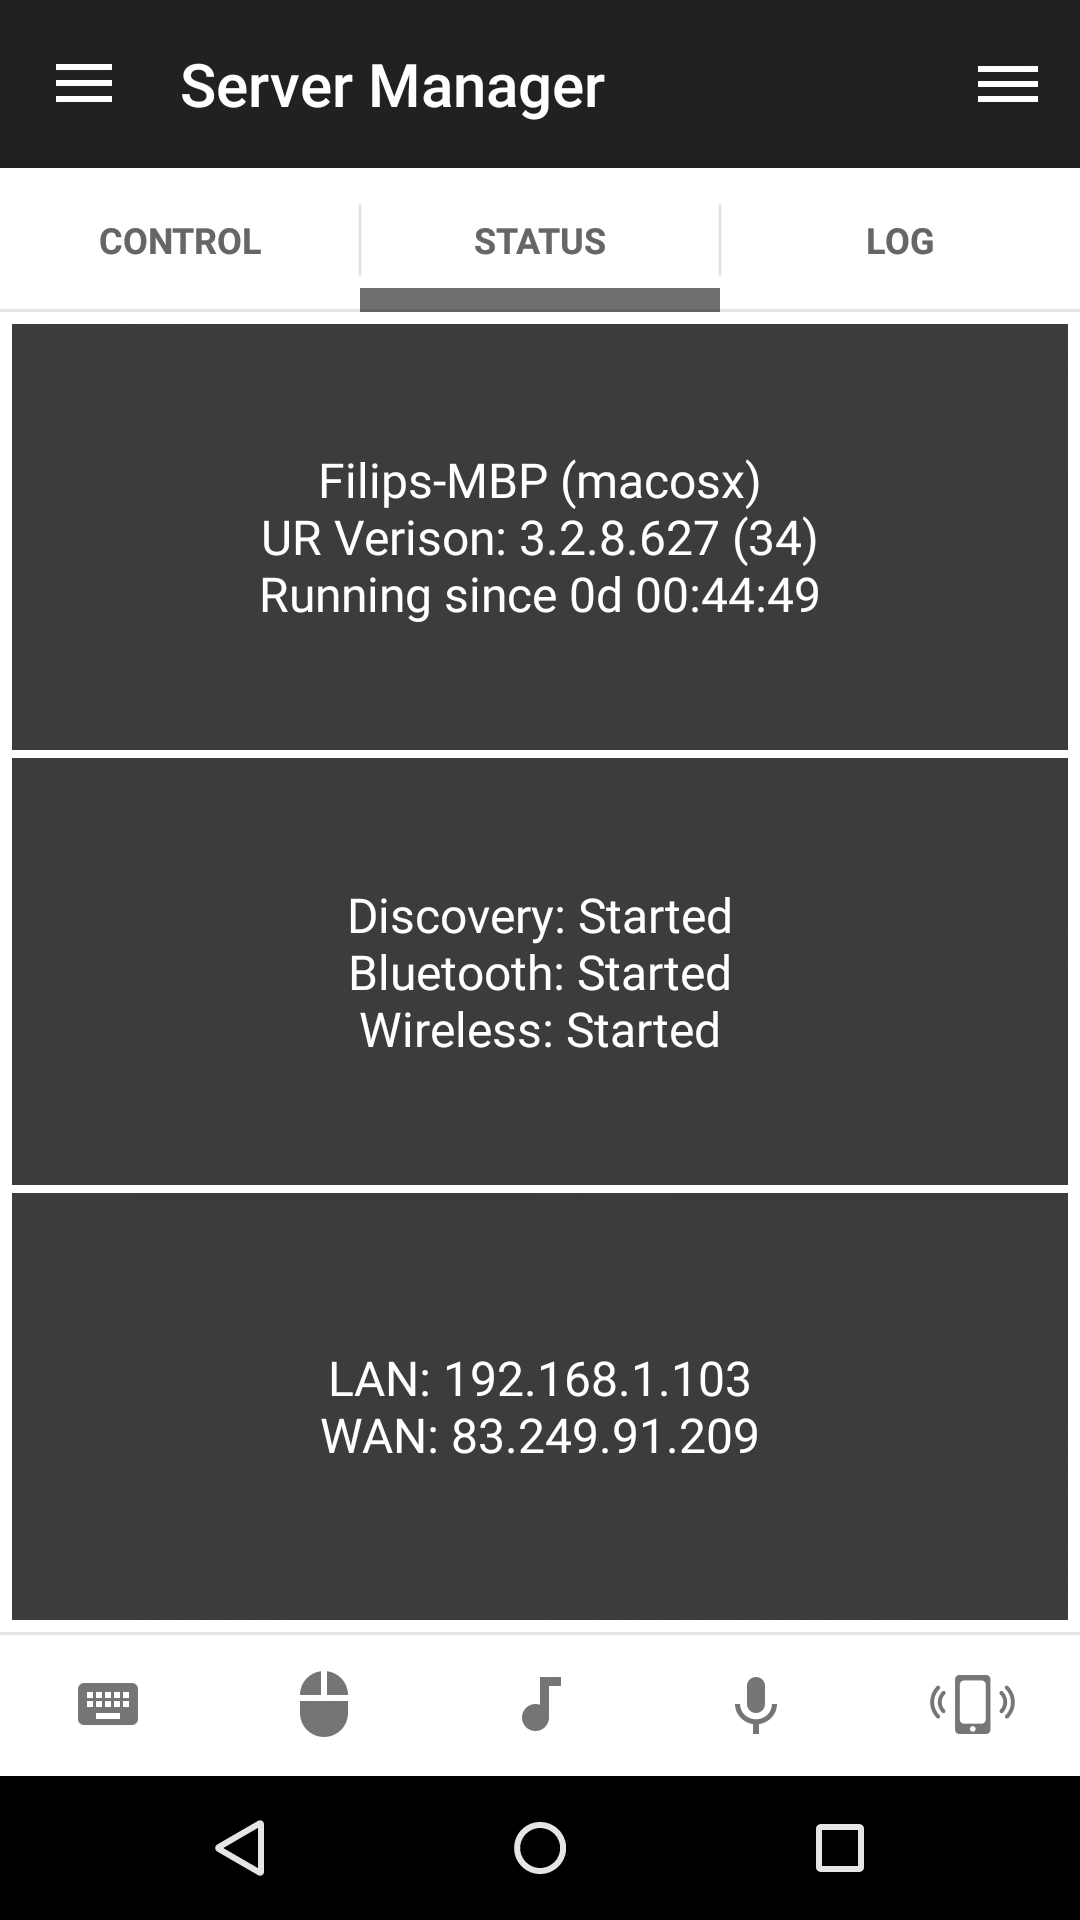 Server Manager
CONTROL
STATUS
LOG
Filips-MBP (macosx)
UR Verison: 3.2.8.627 (34)
Running since 0d 00:44:49
Discovery: Started
Bluetooth: Started
Wireless: Started
LAN: 192.168.1.103
WAN: 83.249.91.209